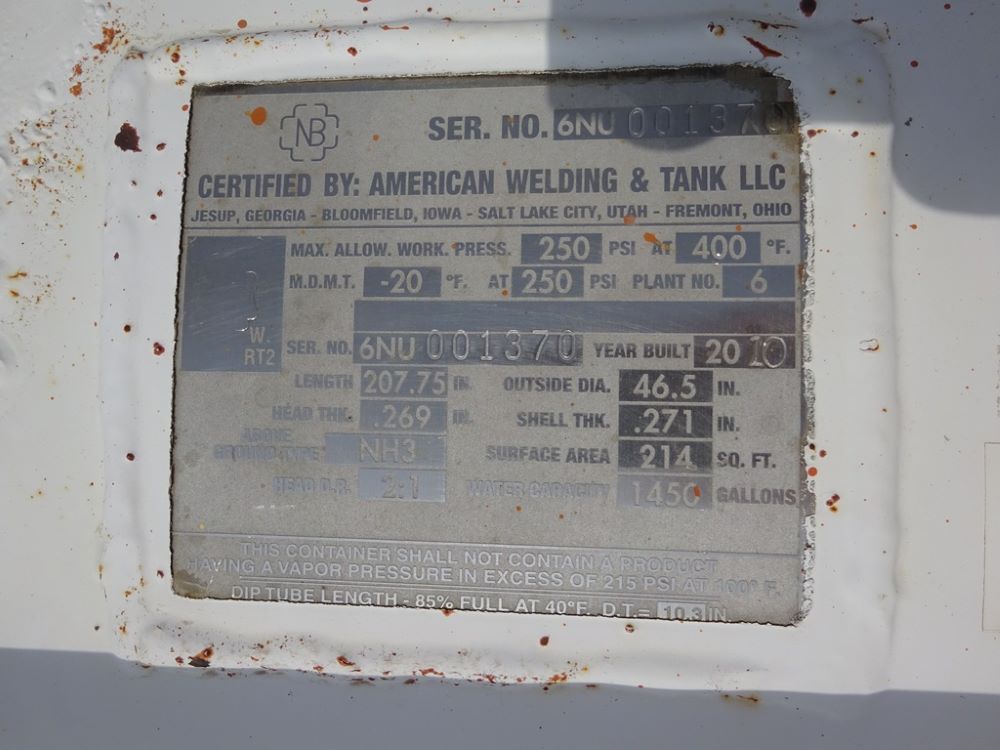 NB
SER. NO. 6NU 001370
CERTIFIED BY: AMERICAN WELDING & TANK LLC
JESUP, GEORGIA - BLOOMFIELD, IOWA - SALT LAKE CITY, UTAH - FREMONT, OHIO
MAX. ALLOW. WORK. PRESS. 250 PSI AT 400 °F.
M.D.M.T. -20 °F. AT 250 PSI PLANT NO. 6
W.
RT2
SER. NO. 6NU 001370 YEAR BUILT 2010
LENGTH 207.75 IN. OUTSIDE DIA. 46.5 IN.
HEAD THK. .269 IN. SHELL THK. .271 IN.
ABOVE
GROUND TYPE NH3 SURFACE AREA 214 SQ. FT.
HEAD D.R. 2:1 WATER CAPACITY 1450 GALLONS
THIS CONTAINER SHALL NOT CONTAIN A PRODUCT
HAVING A VAPOR PRESSURE IN EXCESS OF 215 PSI AT 100° F.
DIP TUBE LENGTH - 85% FULL AT 40°F. D.T.= 10.3 IN.